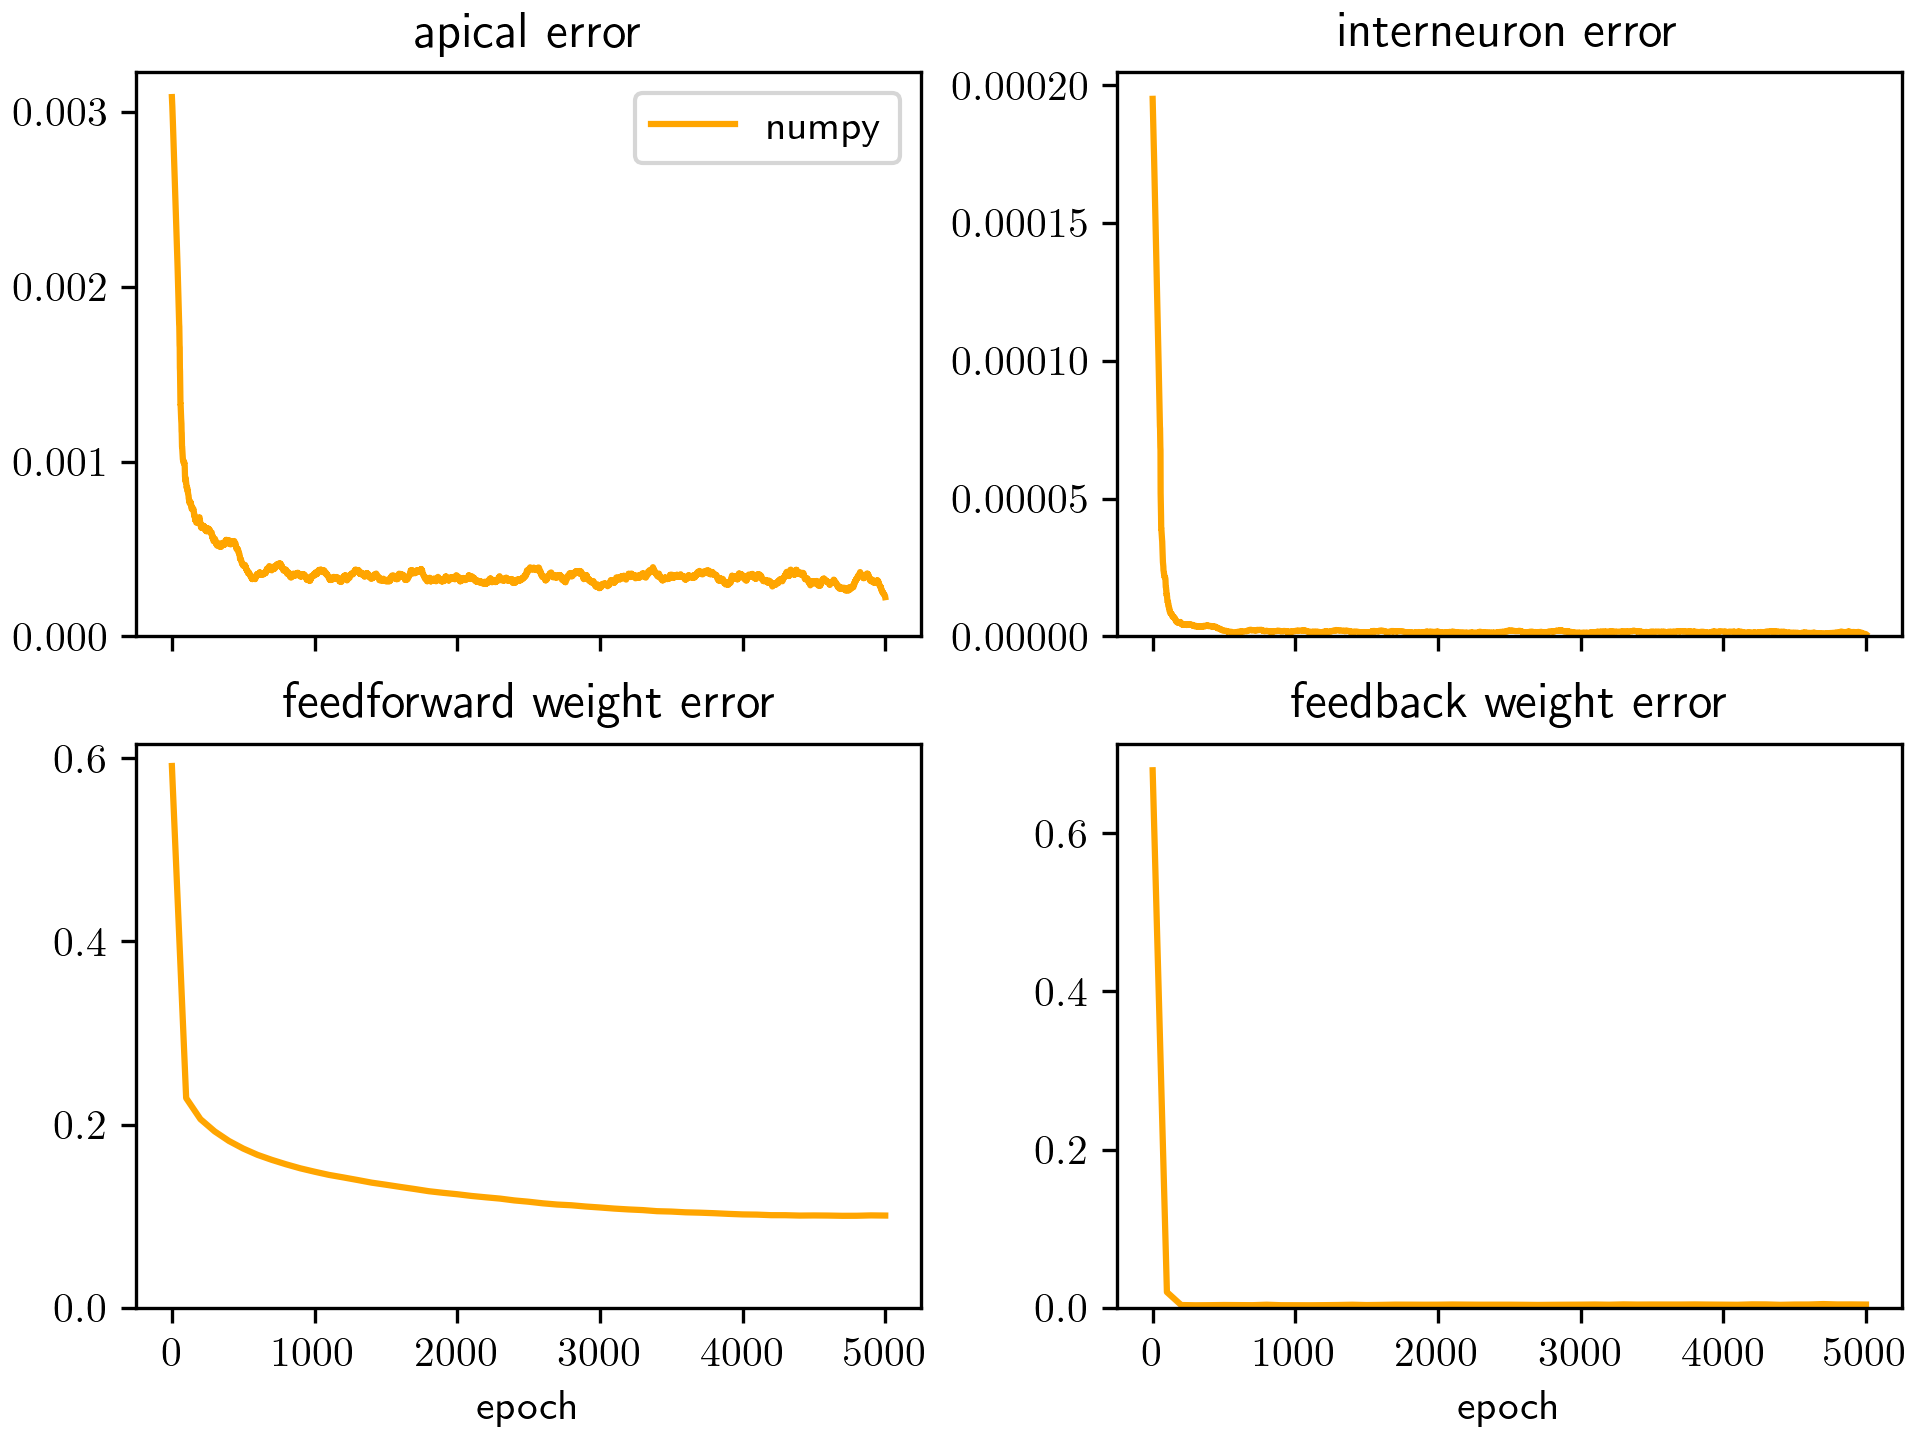 apical error
0.003
0.002
0.001
0.000
numpy
interneuron error
0.00020
0.00015
0.00010
0.00005
0.00000
feedforward weight error
0.6
0.4
0.2
0.0
0 1000 2000 3000 4000 5000
epoch
feedback weight error
0.6
0.4
0.2
0.0
0 1000 2000 3000 4000 5000
epoch